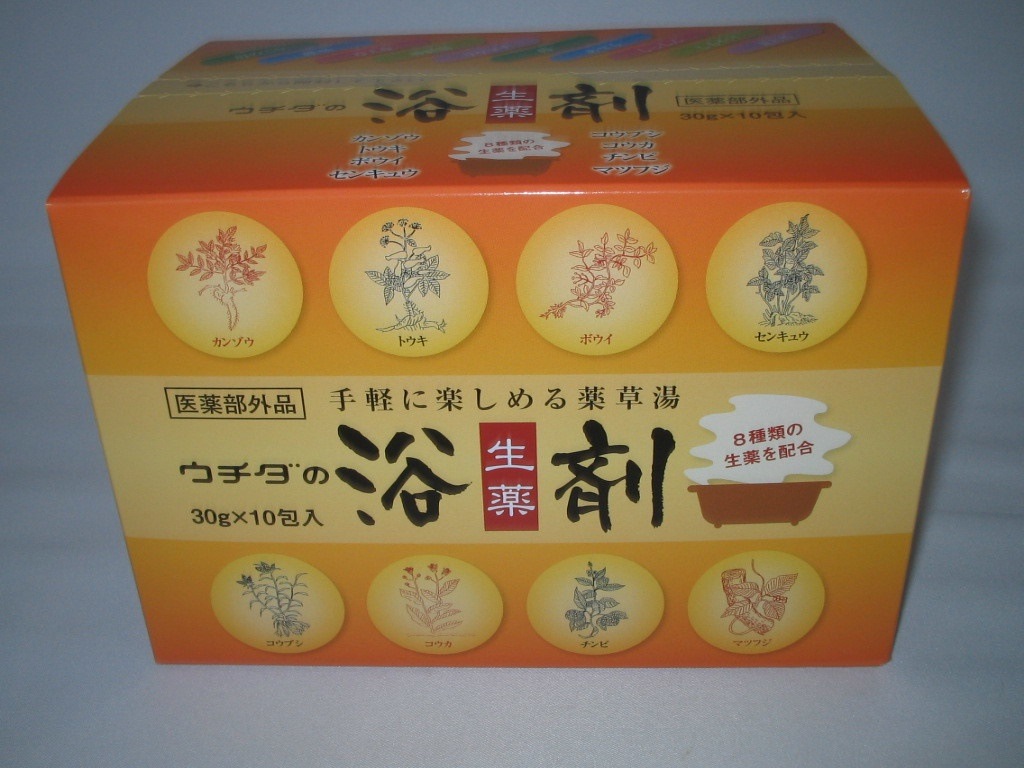 ウチダの 浴 生薬 剤 医薬部外品
30g×10包入
カンゾウ
トウキ
ボウイ
センキュウ
8種類の
生薬を配合
コウブシ
コウカ
チンピ
マツフジ
カンゾウ
トウキ
ボウイ
センキュウ
医薬部外品 手軽に楽しめる薬草湯
ウチダの 浴 生薬 剤
30g×10包入
8種類の
生薬を配合
コウブシ
コウカ
チンピ
マツフジ